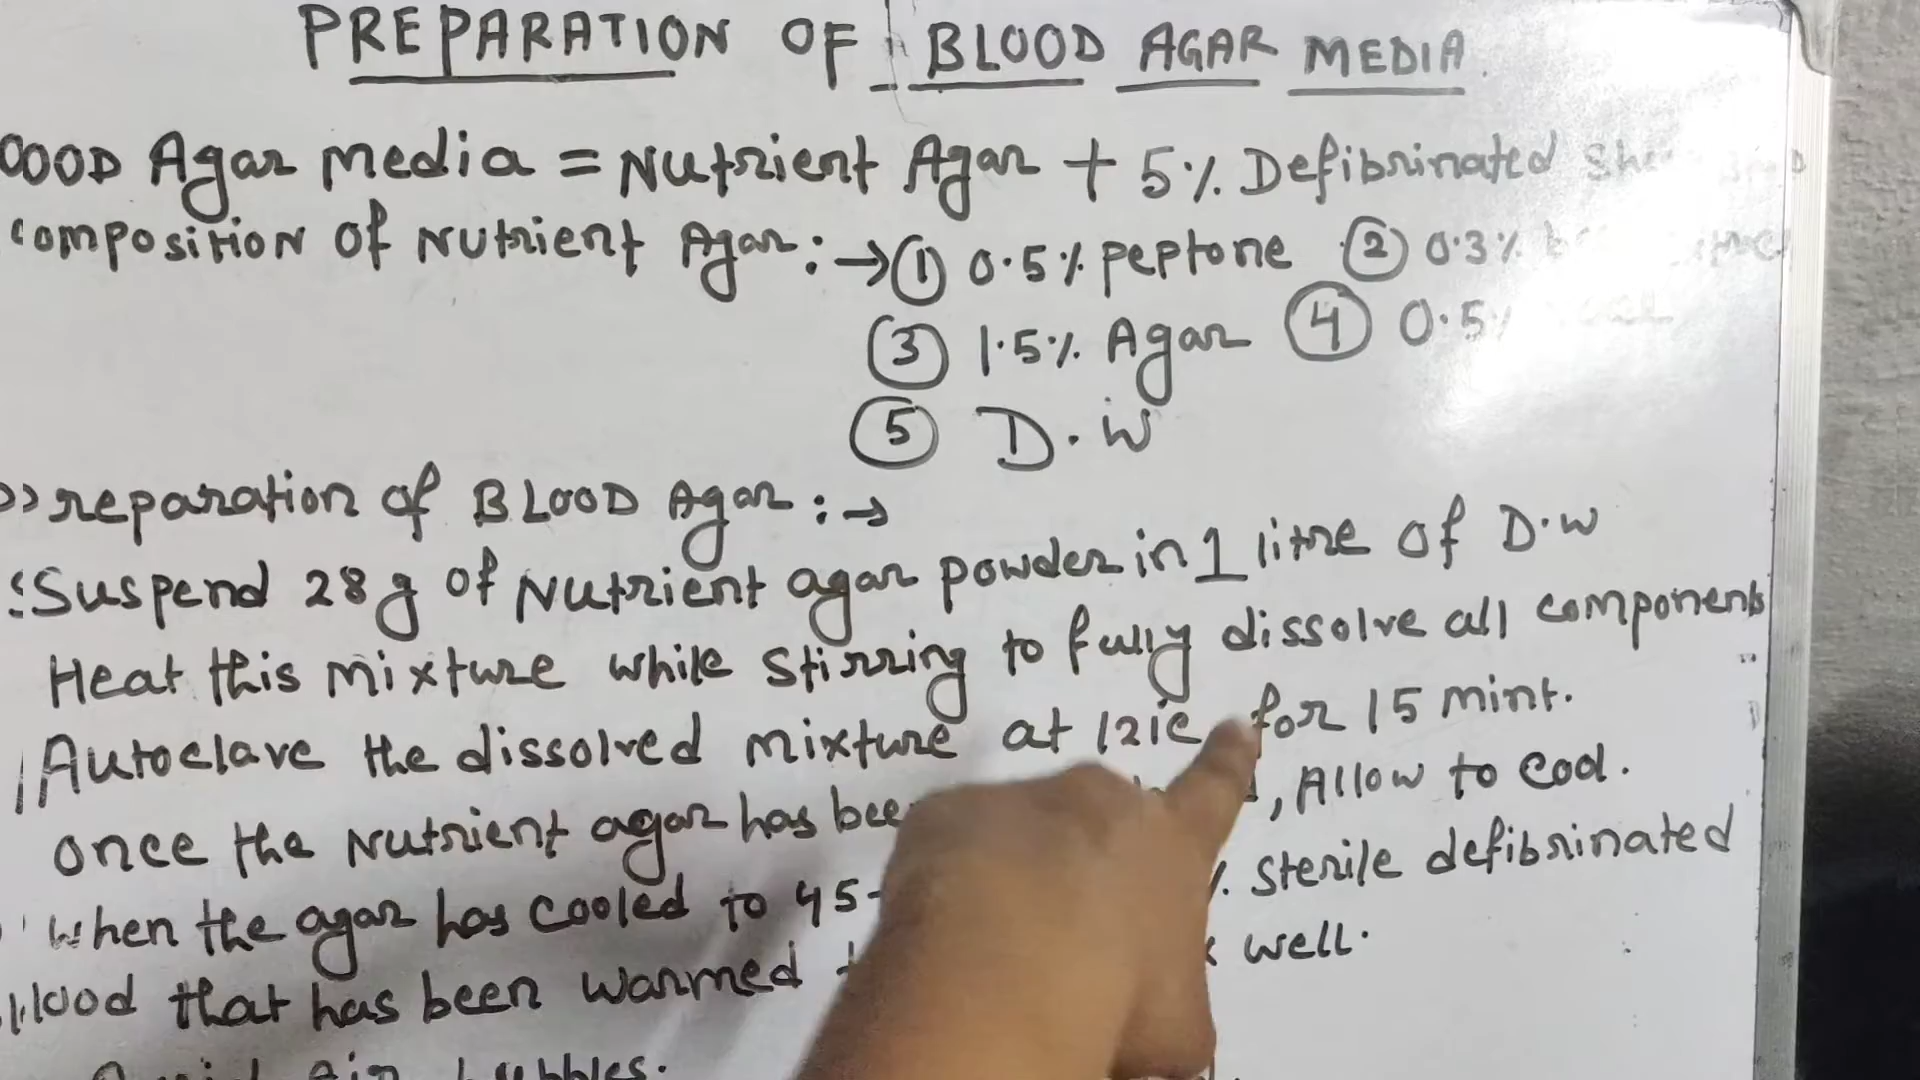 PREPARATION OF BLOOD AGAR MEDIA.
OOOD Agar media = Nutrient Agar + 5% Defibrinated
composition of Nutrient Agar: → ① 0.5% peptone ② 0.3%
③ 1.5% Agar ④ 0.5%
⑤ D.W
reparation of BLOOD Agar :→
:Suspend 28g of Nutrient agar powder in 1 litre of D.W
Heat this mixture while stirring to fully dissolve all components
Autoclave the dissolved mixture at 121c for 15 mint.
once the Nutrient agar has bee , Allow to cool.
When the agar has cooled to 45- % sterile defibrinated
lood that has been warmed well.
Air bubbles.